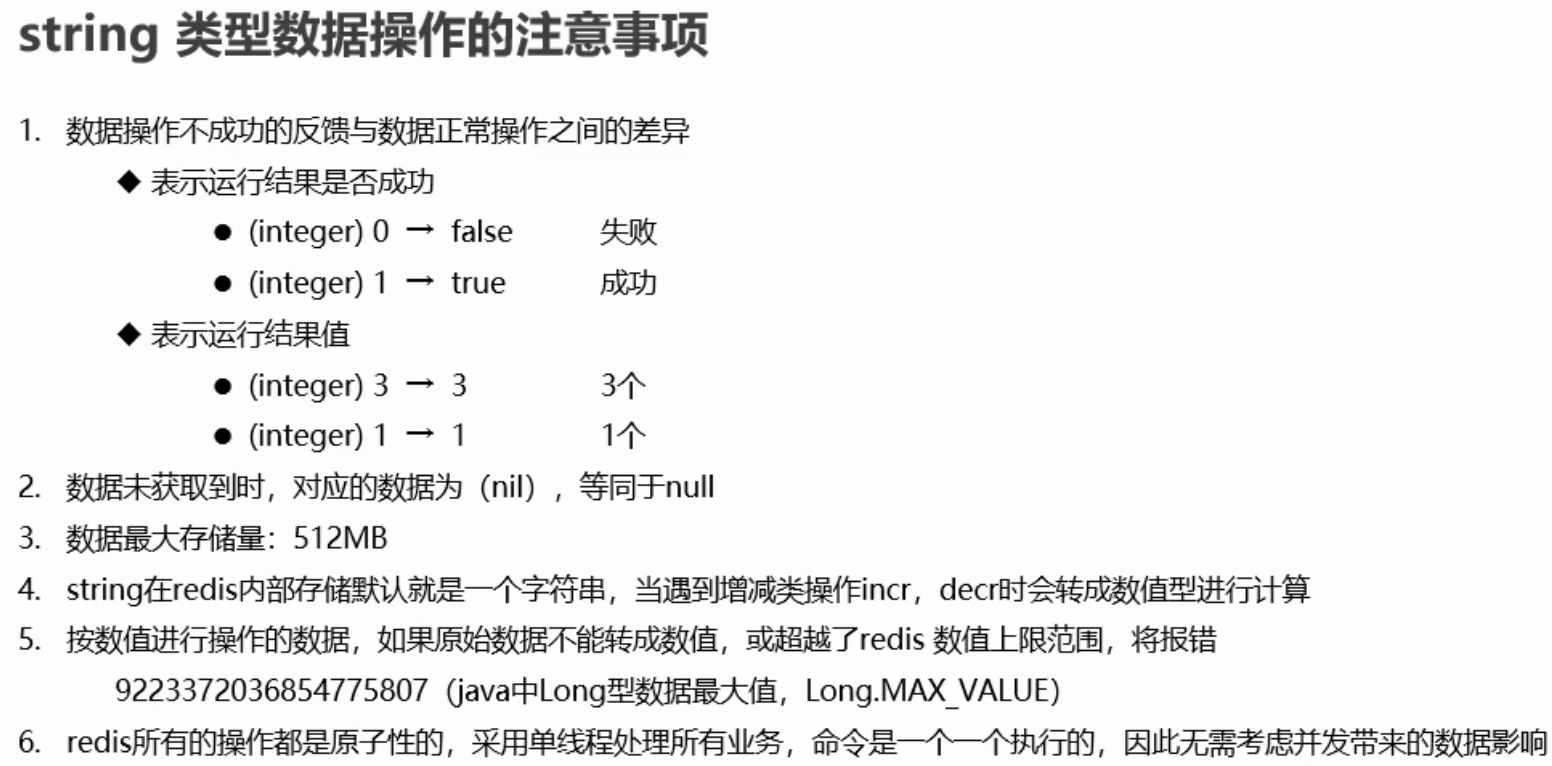 string 类型数据操作的注意事项
1. 数据操作不成功的反馈与数据正常操作之间的差异
◆ 表示运行结果是否成功
● (integer) 0 → false 失败
● (integer) 1 → true 成功
◆ 表示运行结果值
● (integer) 3 → 3 3个
● (integer) 1 → 1 1个
2. 数据未获取到时，对应的数据为（nil），等同于null
3. 数据最大存储量：512MB
4. string在redis内部存储默认就是一个字符串，当遇到增减类操作incr，decr时会转成数值型进行计算
5. 按数值进行操作的数据，如果原始数据不能转成数值，或超越了redis 数值上限范围，将报错
9223372036854775807（java中Long型数据最大值，Long.MAX_VALUE）
6. redis所有的操作都是原子性的，采用单线程处理所有业务，命令是一个一个执行的，因此无需考虑并发带来的数据影响